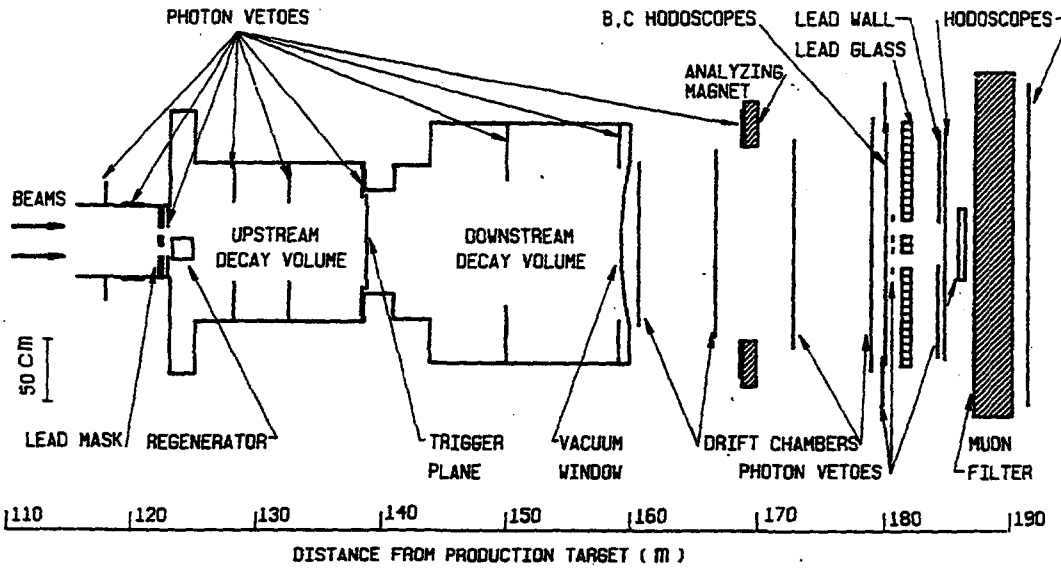 PHOTON VETOES
B,C HODOSCOPES
LEAD WALL
HODOSCOPES
LEAD GLASS
ANALYZING
MAGNET
BEAMS
UPSTREAM
DECAY VOLUME
DOWNSTREAM
DECAY VOLUME
50 cm
LEAD MASK
REGENERATOR
TRIGGER
PLANE
VACUUM
WINDOW
DRIFT CHAMBERS
PHOTON VETOES
MUON
FILTER
110 120 130 140 150 160 170 180 190
DISTANCE FROM PRODUCTION TARGET (m)